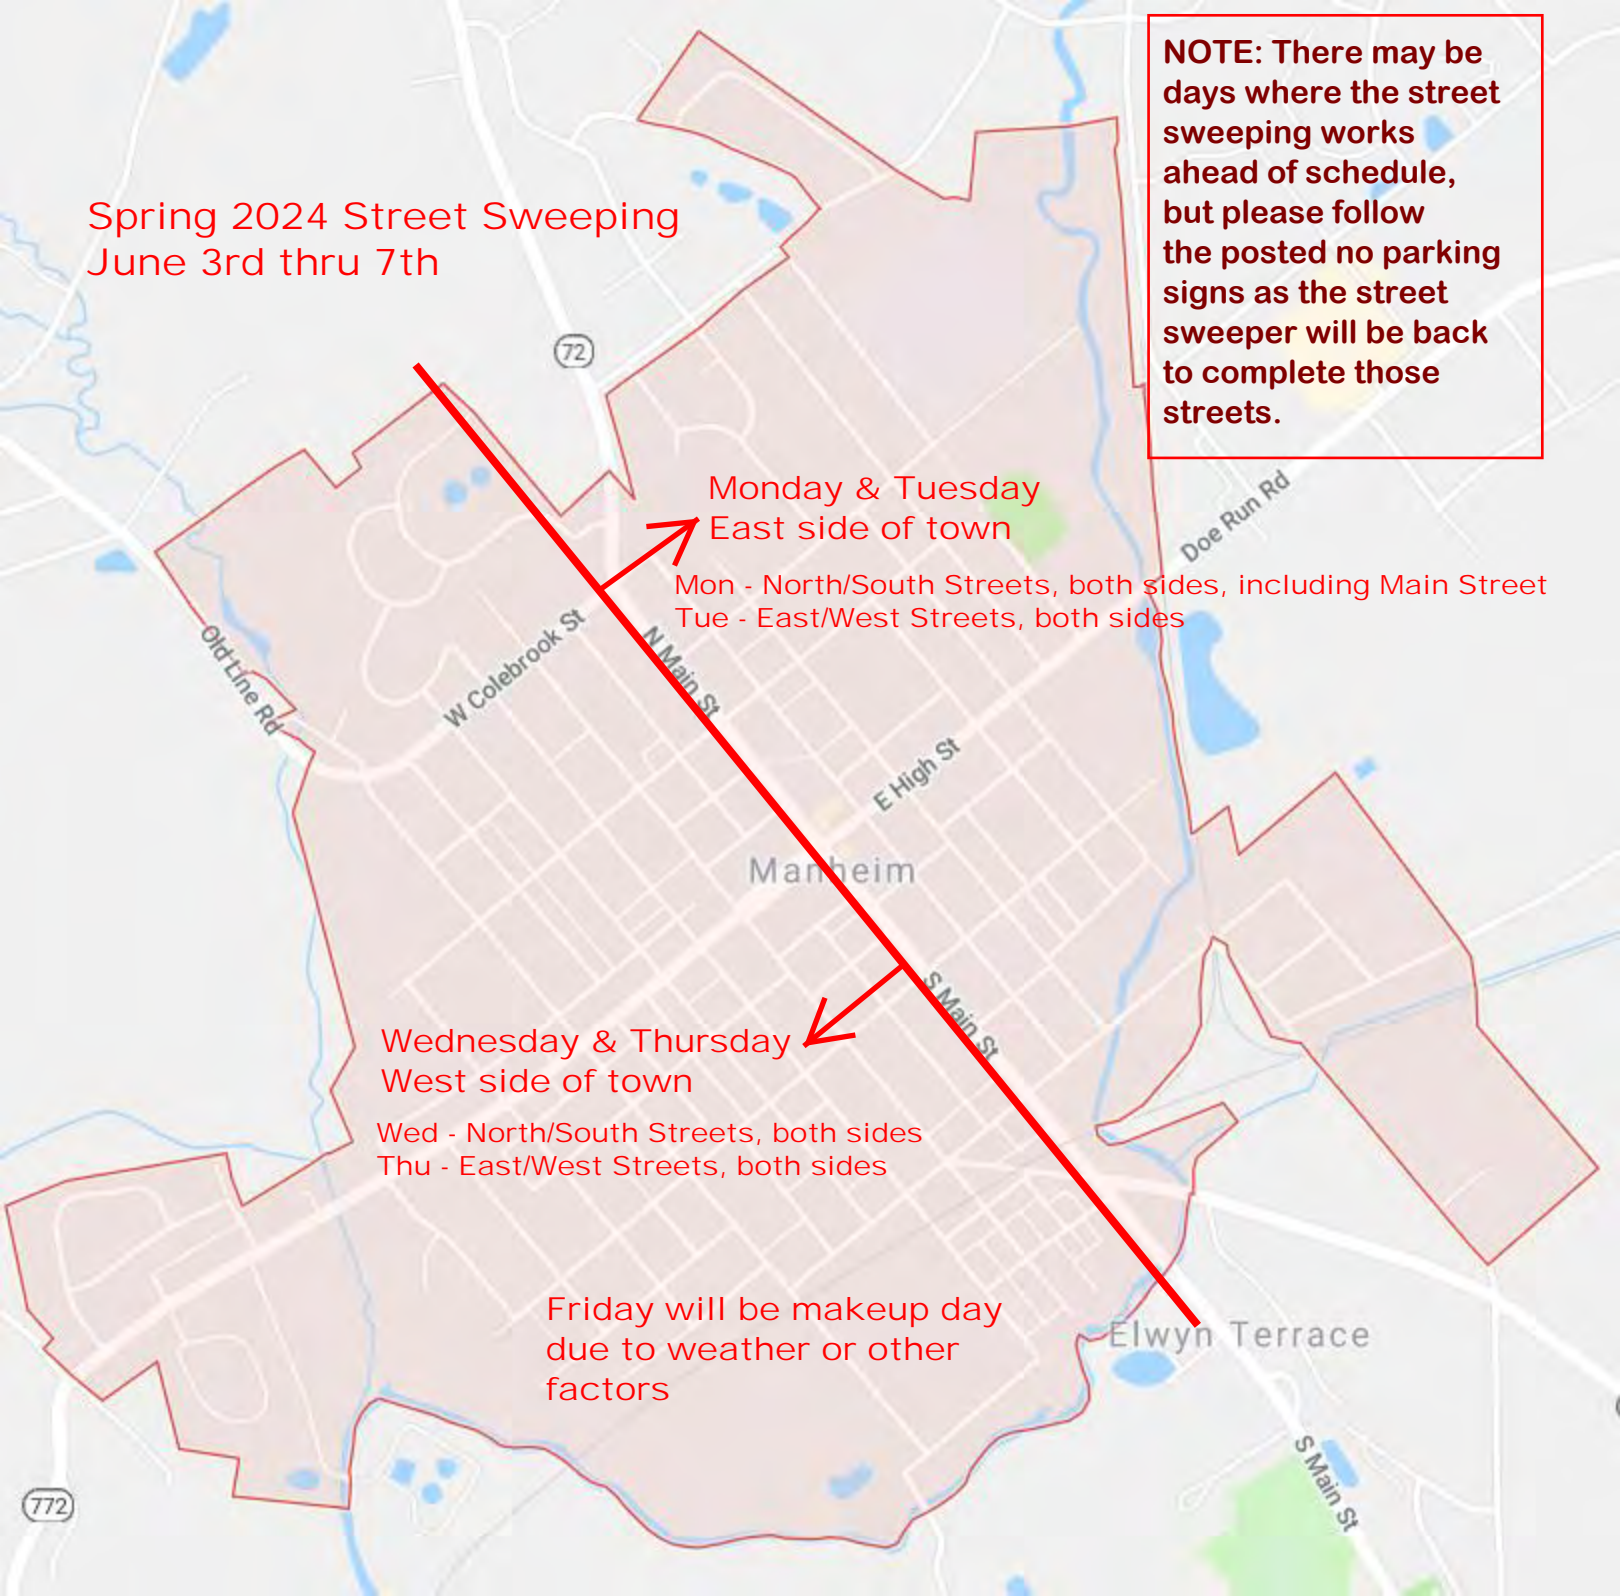 NOTE: There may be
days where the street
sweeping works
ahead of schedule,
but please follow
the posted no parking
signs as the street
sweeper will be back
to complete those
streets.
Spring 2024 Street Sweeping
June 3rd thru 7th
72
Monday & Tuesday
East side of town
Doe Run Rd
Mon - North/South Streets, both sides, including Main Street
Tue - East/West Streets, both sides
Old Line Rd
W Colebrook St
N Main St
E High St
Manheim
S Main St
Wednesday & Thursday
West side of town
Wed - North/South Streets, both sides
Thu - East/West Streets, both sides
Friday will be makeup day
due to weather or other
factors
Elwyn Terrace
S Main St
772